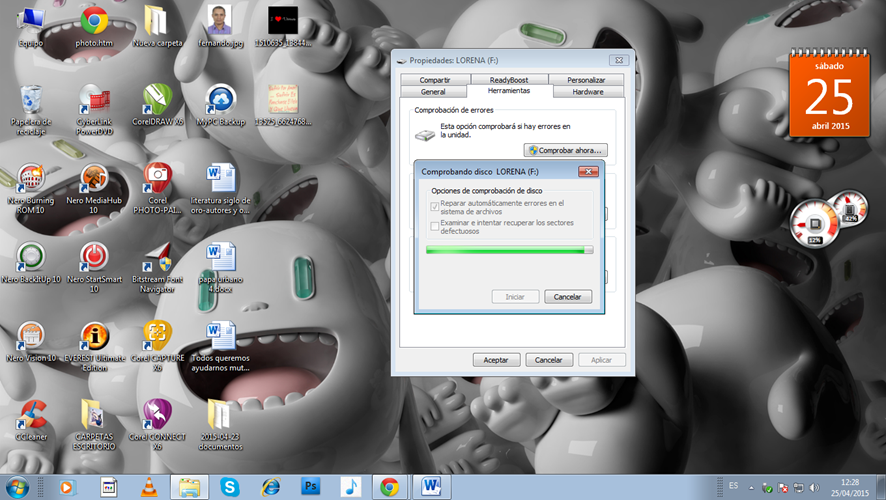 Equipo
photo.htm
Nueva carpeta
fernando.jpg
Papelera de
reciclaje
CyberLink
PowerDVD
CorelDRAW X6
MyPC Backup
Nero Burning
ROM 10
Nero MediaHub
10
Corel
PHOTO-PAI...
literatura siglo de
oro-autores y o...
Nero BackItUp 10
Nero StartSmart
10
Bitstream Font
Navigator
papa urbano
4.docx
Nero Vision 10
EVEREST Ultimate
Edition
Corel CAPTURE
X6
Todos queremos
ayudarnos mut...
CCleaner
CARPETAS
ESCRITORIO
Corel CONNECT
X6
2015-04-23
documentos
Propiedades: LORENA (F:)
Compartir
ReadyBoost
Personalizar
General
Herramientas
Hardware
Comprobación de errores
Esta opción comprobará si hay errores en
la unidad.
Comprobar ahora...
Comprobando disco LORENA (F:)
Opciones de comprobación de disco
Reparar automáticamente errores en el
sistema de archivos
Examinar e intentar recuperar los sectores
defectuosos
Iniciar
Cancelar
Aceptar
Cancelar
Aplicar
sábado
25
abril 2015
42%
12%
Ps
ES
12:28
25/04/2015